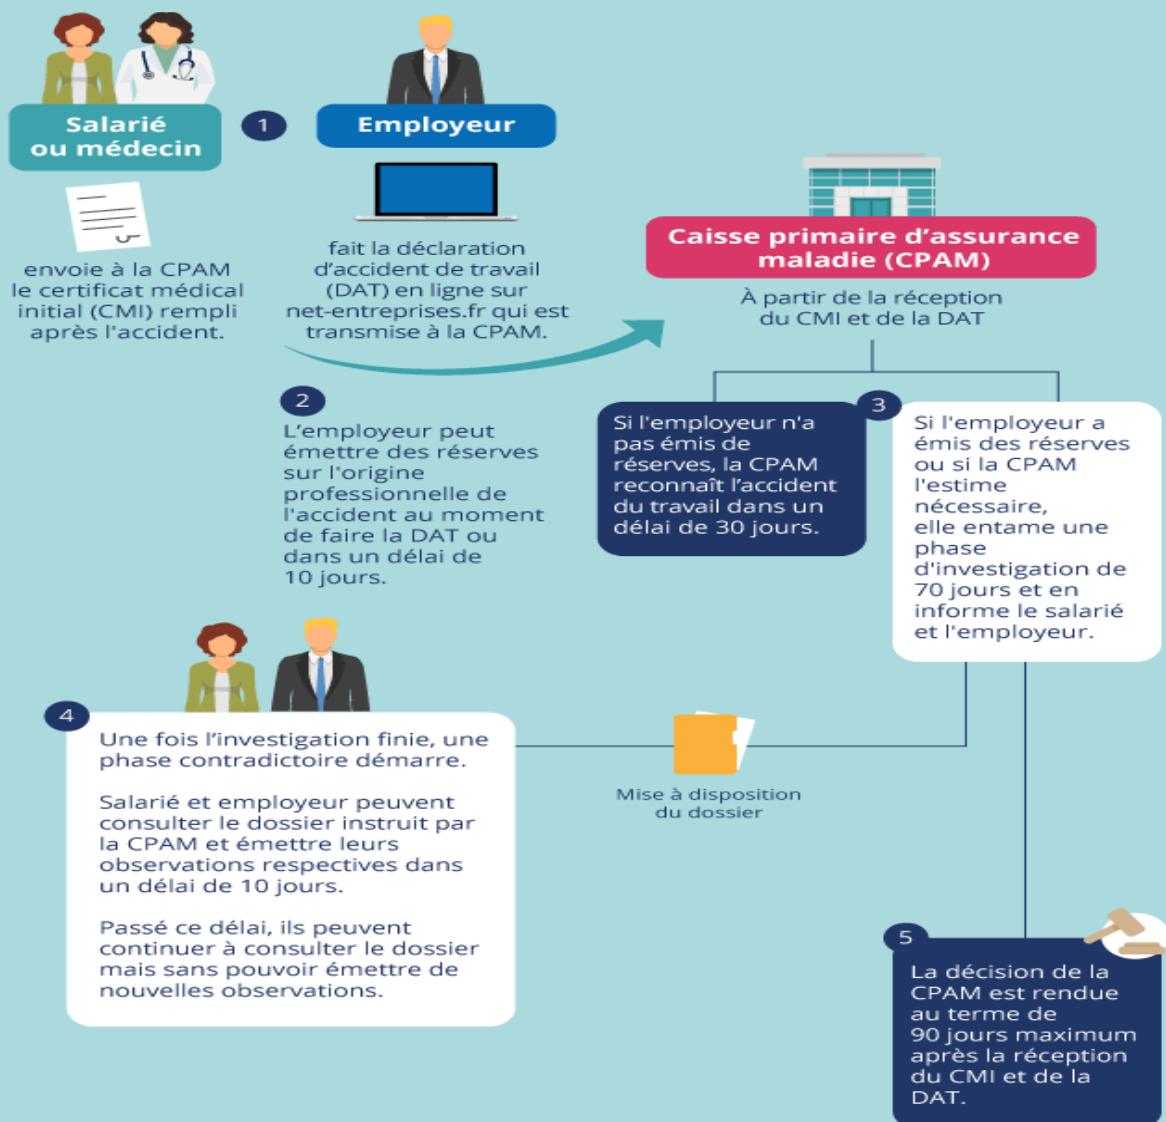 Salarié
ou médecin
1
Employeur
envoie à la CPAM
le certificat médical
initial (CMI) rempli
après l'accident.
fait la déclaration
d’accident de travail
(DAT) en ligne sur
net-entreprises.fr qui est
transmise à la CPAM.
Caisse primaire d’assurance
maladie (CPAM)
À partir de la réception
du CMI et de la DAT
2
L’employeur peut
émettre des réserves
sur l'origine
professionnelle de
l'accident au moment
de faire la DAT ou
dans un délai de
10 jours.
Si l'employeur n'a
pas émis de
réserves, la CPAM
reconnaît l’accident
du travail dans un
délai de 30 jours.
3
Si l'employeur a
émis des réserves
ou si la CPAM
l'estime
nécessaire,
elle entame une
phase
d'investigation de
70 jours et en
informe le salarié
et l'employeur.
4
Une fois l’investigation finie, une
phase contradictoire démarre.
Salarié et employeur peuvent
consulter le dossier instruit par
la CPAM et émettre leurs
observations respectives dans
un délai de 10 jours.
Passé ce délai, ils peuvent
continuer à consulter le dossier
mais sans pouvoir émettre de
nouvelles observations.
Mise à disposition
du dossier
5
La décision de la
CPAM est rendue
au terme de
90 jours maximum
après la réception
du CMI et de la
DAT.